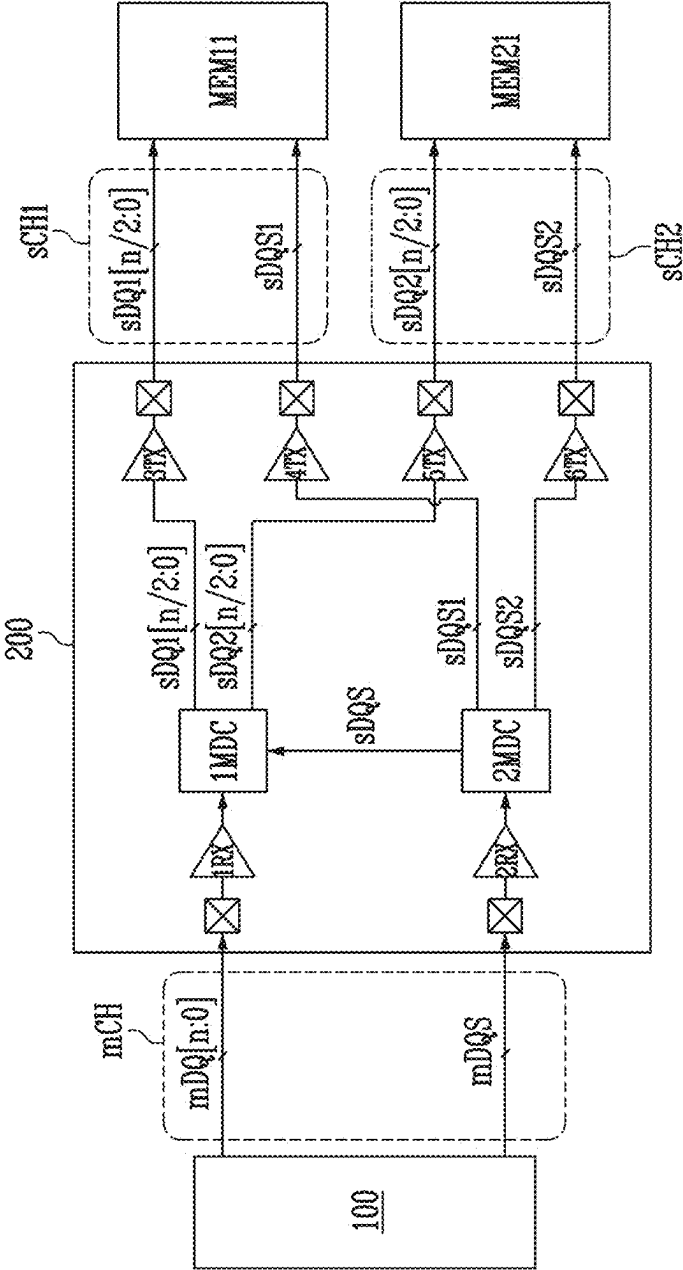 MEM11
MEM21
sCH1
sDQ1[n/2:0]
sDQS1
sDQ2[n/2:0]
sDQS2
sCH2
3TX
4TX
5TX
6TX
200
sDQ1[n/2:0]
sDQ2[n/2:0]
sDQS1
sDQS2
1MDC
sDQS
2MDC
1RX
2RX
mCH
mDQ[n:0]
mDQS
100